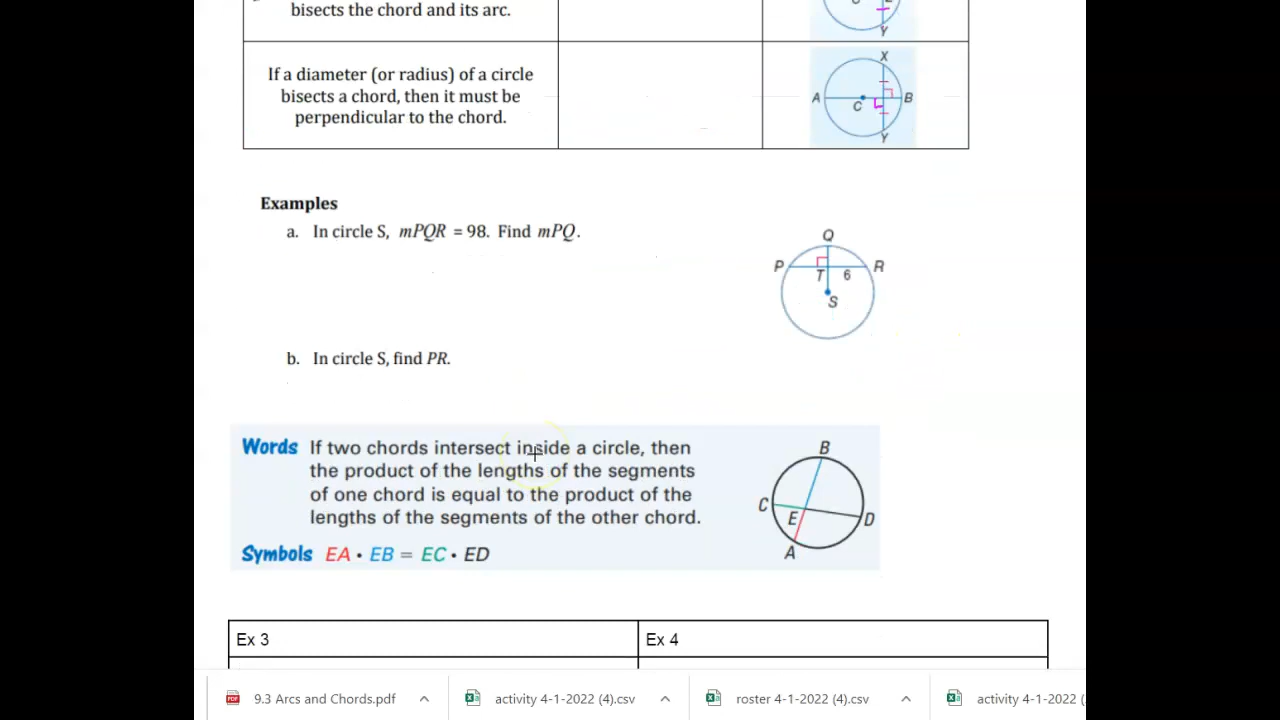 bisects the chord and its arc.
C
Y
If a diameter (or radius) of a circle
bisects a chord, then it must be
perpendicular to the chord.
X
A
C
B
Y
Examples
a. In circle S, mPQR = 98. Find mPQ.
Q
P
T
6
R
S
b. In circle S, find PR.
Words If two chords intersect inside a circle, then
the product of the lengths of the segments
of one chord is equal to the product of the
lengths of the segments of the other chord.
Symbols EA • EB = EC • ED
B
C
E
D
A
Ex 3
Ex 4
9.3 Arcs and Chords.pdf
activity 4-1-2022 (4).csv
roster 4-1-2022 (4).csv
activity 4-1-2022 (